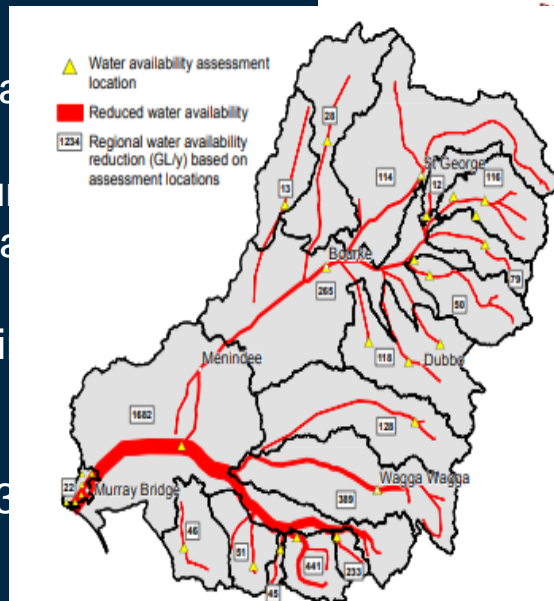 Water availability assessment
location
Reduced water availability
1234
Regional water availability
reduction (GL/y) based on
assessment locations
28
13
114
St George
12
116
Bourke
265
79
50
Menindee
118
Dubbo
1682
128
22
Murray Bridge
Wagga Wagga
389
46
51
441
233
45
a
a
i
3